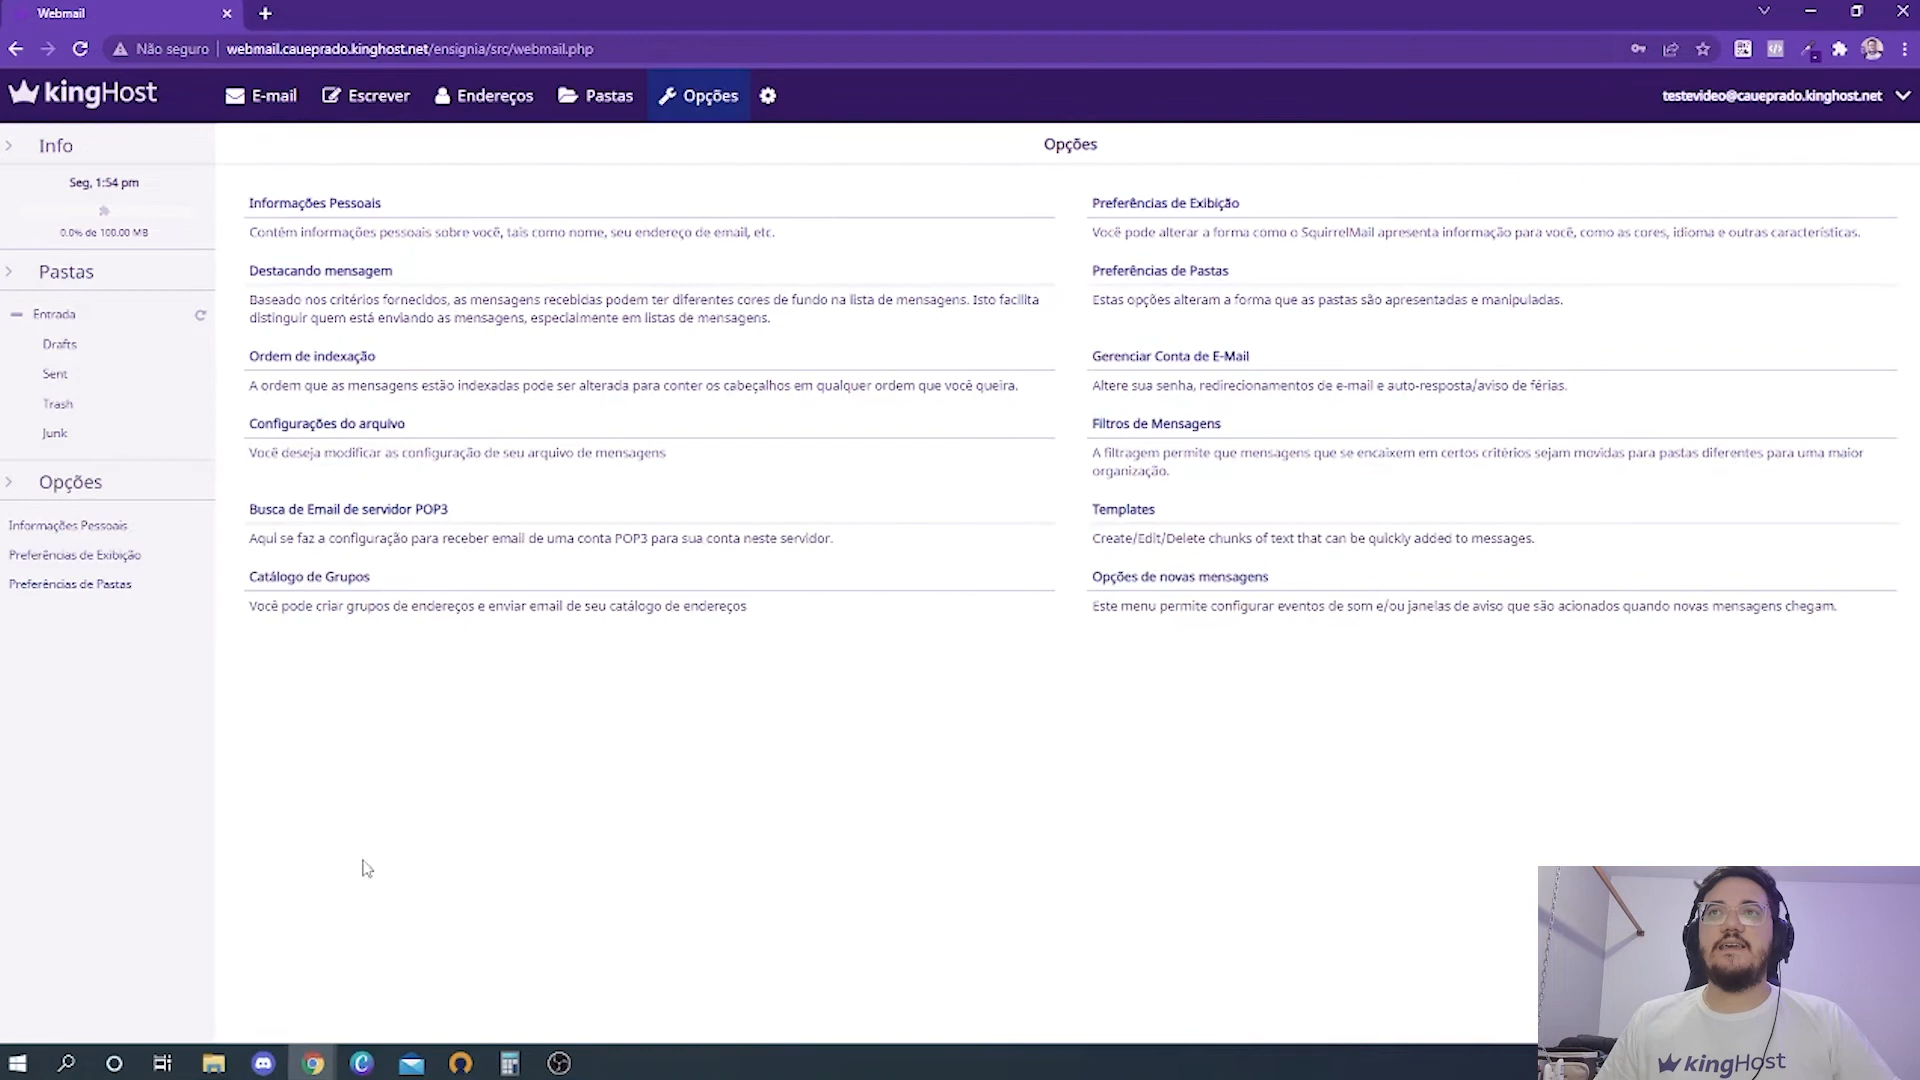 Webmail
Não seguro
webmail.caueprado.kinghost.net/ensignia/src/webmail.php
kingHost
E-mail
Escrever
Endereços
Pastas
Opções
testevideo@caueprado.kinghost.net
Info
Seg, 1:54 pm
0.0% de 100.00 MB
Pastas
Entrada
Drafts
Sent
Trash
Junk
Opções
Informações Pessoais
Preferências de Exibição
Preferências de Pastas
Opções
Informações Pessoais
Contém informações pessoais sobre você, tais como nome, seu endereço de email, etc.
Destacando mensagem
Baseado nos critérios fornecidos, as mensagens recebidas podem ter diferentes cores de fundo na lista de mensagens. Isto facilita
distinguir quem está enviando as mensagens, especialmente em listas de mensagens.
Ordem de indexação
A ordem que as mensagens estão indexadas pode ser alterada para conter os cabeçalhos em qualquer ordem que você queira.
Configurações do arquivo
Você deseja modificar as configuração de seu arquivo de mensagens
Busca de Email de servidor POP3
Aqui se faz a configuração para receber email de uma conta POP3 para sua conta neste servidor.
Catálogo de Grupos
Você pode criar grupos de endereços e enviar email de seu catálogo de endereços
Preferências de Exibição
Você pode alterar a forma como o SquirrelMail apresenta informação para você, como as cores, idioma e outras características.
Preferências de Pastas
Estas opções alteram a forma que as pastas são apresentadas e manipuladas.
Gerenciar Conta de E-Mail
Altere sua senha, redirecionamentos de e-mail e auto-resposta/aviso de férias.
Filtros de Mensagens
A filtragem permite que mensagens que se encaixem em certos critérios sejam movidas para pastas diferentes para uma maior
organização.
Templates
Create/Edit/Delete chunks of text that can be quickly added to messages.
Opções de novas mensagens
Este menu permite configurar eventos de som e/ou janelas de aviso que são acionados quando novas mensagens chegam.
kingHost